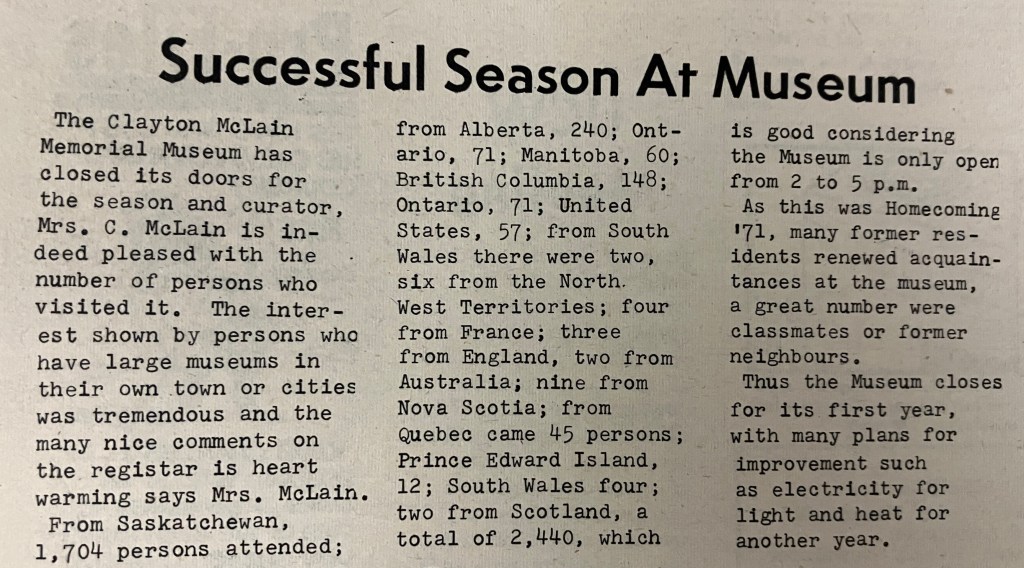 Successful Season At Museum
The Clayton McLain
Memorial Museum has
closed its doors for
the season and curator,
Mrs. C. McLain is in-
deed pleased with the
number of persons who
visited it. The inter-
est shown by persons who
have large museums in
their own town or cities
was tremendous and the
many nice comments on
the registar is heart
warming says Mrs. McLain.
From Saskatchewan,
1,704 persons attended;
from Alberta, 240; Ont-
ario, 71; Manitoba, 60;
British Columbia, 148;
Ontario, 71; United
States, 57; from South
Wales there were two,
six from the North.
West Territories; four
from France; three
from England, two from
Australia; nine from
Nova Scotia; from
Quebec came 45 persons;
Prince Edward Island,
12; South Wales four;
two from Scotland, a
total of 2,440, which
is good considering
the Museum is only open
from 2 to 5 p.m.
As this was Homecoming
'71, many former res-
idents renewed acquain-
tances at the museum,
a great number were
classmates or former
neighbours.
Thus the Museum closes
for its first year,
with many plans for
improvement such
as electricity for
light and heat for
another year.